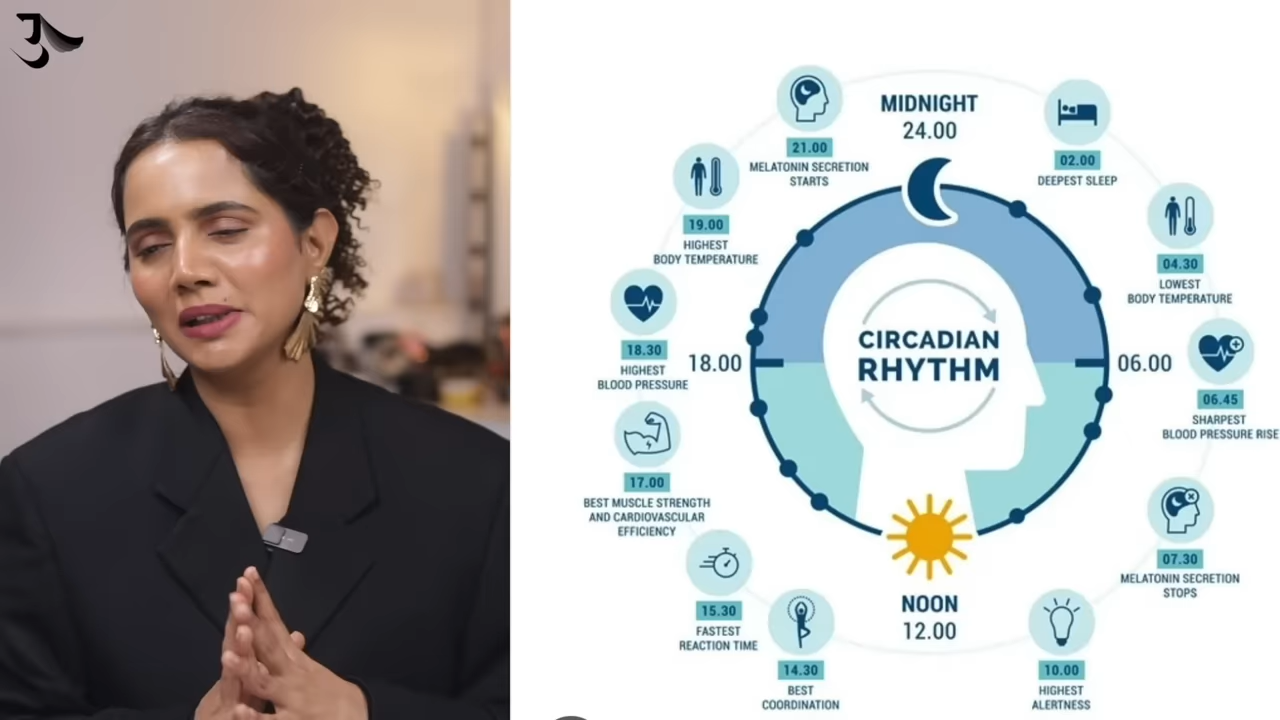 MIDNIGHT
24.00
21.00
MELATONIN SECRETION
STARTS
02.00
DEEPEST SLEEP
19.00
HIGHEST
BODY TEMPERATURE
04.30
LOWEST
BODY TEMPERATURE
18.30
HIGHEST
BLOOD PRESSURE
18.00
CIRCADIAN
RHYTHM
06.00
06.45
SHARPEST
BLOOD PRESSURE RISE
17.00
BEST MUSCLE STRENGTH
AND CARDIOVASCULAR
EFFICIENCY
07.30
MELATONIN SECRETION
STOPS
15.30
FASTEST
REACTION TIME
NOON
12.00
14.30
BEST
COORDINATION
10.00
HIGHEST
ALERTNESS